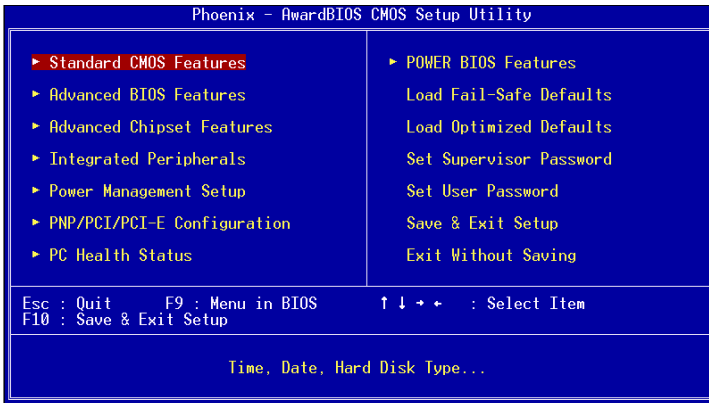 Phoenix - AwardBIOS CMOS Setup Utility
► Standard CMOS Features
► Advanced BIOS Features
► Advanced Chipset Features
► Integrated Peripherals
► Power Management Setup
► PNP/PCI/PCI-E Configuration
► PC Health Status
► POWER BIOS Features
Load Fail-Safe Defaults
Load Optimized Defaults
Set Supervisor Password
Set User Password
Save & Exit Setup
Exit Without Saving
Esc : Quit F9 : Menu in BIOS ↑ ↓ → ← : Select Item
F10 : Save & Exit Setup
Time, Date, Hard Disk Type...